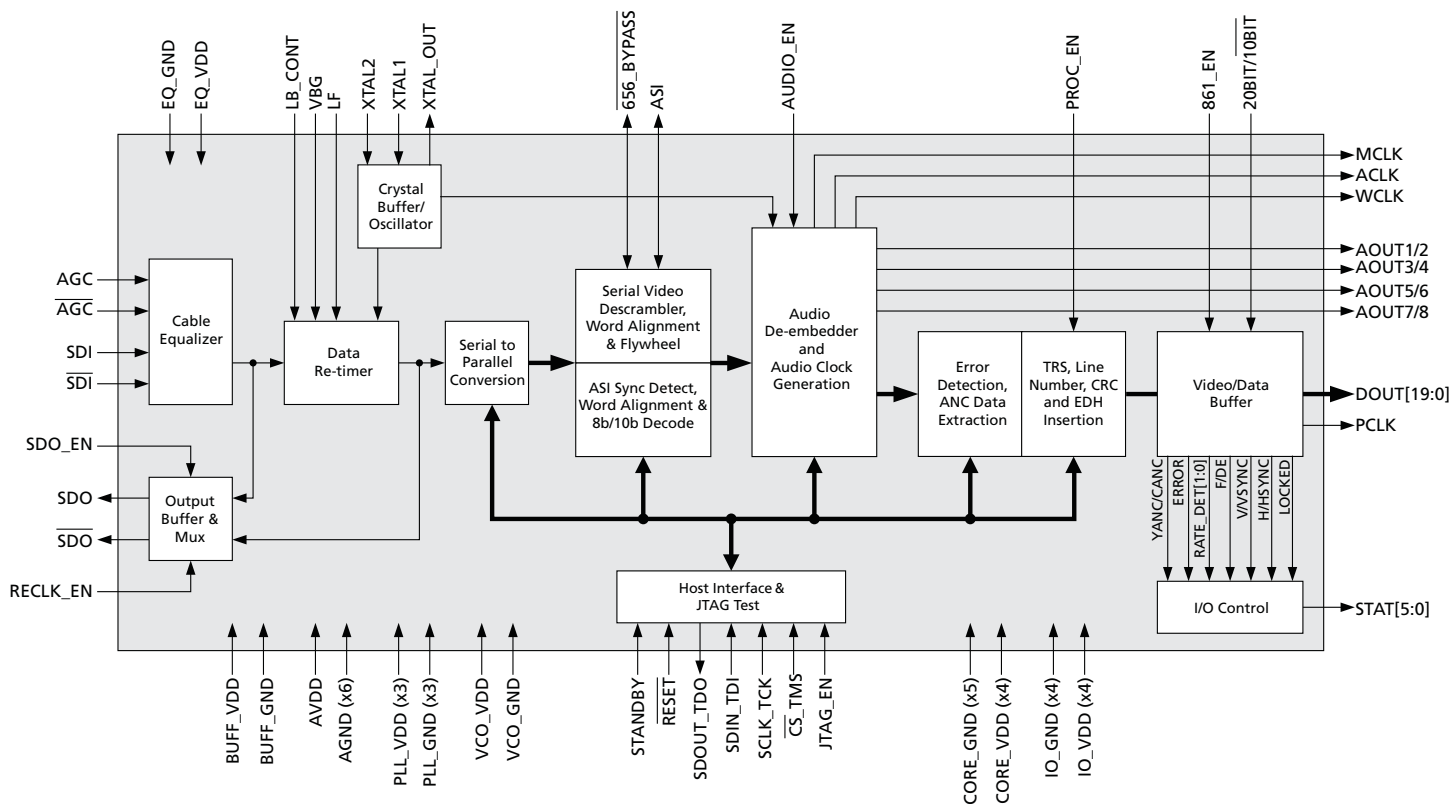 EQ_GND
EQ_VDD
LB_CONT
VBG
LF
XTAL2
XTAL1
XTAL_OUT
656_BYPASS
ASI
AUDIO_EN
PROC_EN
861_EN
20BIT/10BIT
MCLK
ACLK
WCLK
AOUT1/2
AOUT3/4
AOUT5/6
AOUT7/8
Crystal
Buffer/
Oscillator
AGC
AGC
SDI
SDI
Cable
Equalizer
Data
Re-timer
Serial to
Parallel
Conversion
Serial Video
Descrambler,
Word Alignment
& Flywheel
ASI Sync Detect,
Word Alignment &
8b/10b Decode
Audio
De-embedder
and
Audio Clock
Generation
Error
Detection,
ANC Data
Extraction
TRS, Line
Number, CRC
and EDH
Insertion
Video/Data
Buffer
DOUT[19:0]
PCLK
SDO_EN
SDO
SDO
RECLK_EN
Output
Buffer &
Mux
YANC/CANC
ERROR
RATE_DET[1:0]
F/DE
V/VSYNC
H/HSYNC
LOCKED
Host Interface &
JTAG Test
I/O Control
STAT[5:0]
BUFF_VDD
BUFF_GND
AVDD
AGND (x6)
PLL_VDD (x3)
PLL_GND (x3)
VCO_VDD
VCO_GND
STANDBY
RESET
SDOUT_TDO
SDIN_TDI
SCLK_TCK
CS_TMS
JTAG_EN
CORE_GND (x5)
CORE_VDD (x4)
IO_GND (x4)
IO_VDD (x4)